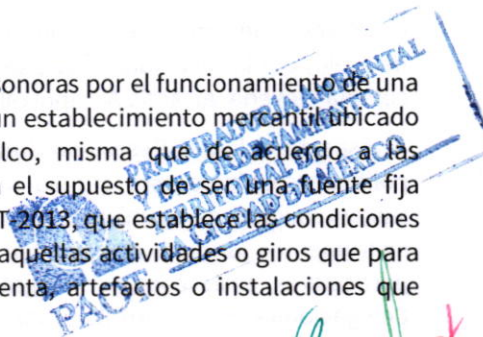 sonoras por el funcionamiento de una
un establecimiento mercantil ubicado
lco, misma que de acuerdo a las
el supuesto de ser una fuente fija
T-2013, que establece las condiciones
aquellas actividades o giros que para
enta, artefactos o instalaciones que
PROCURADURÍA AMBIENTAL
Y DEL ORDENAMIENTO
TERRITORIAL DE
LA CIUDAD DE MÉXICO
PAOT